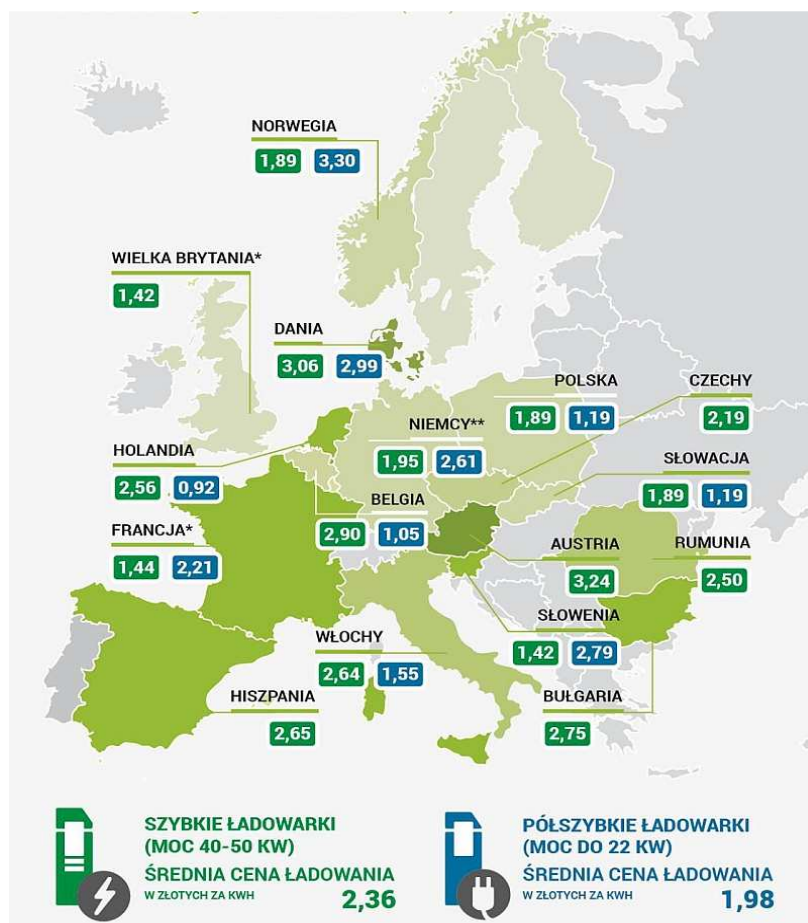 NORWEGIA
1,89 3,30
WIELKA BRYTANIA*
1,42
DANIA
3,06 2,99
POLSKA
1,89 1,19
CZECHY
2,19
NIEMCY**
1,95 2,61
HOLANDIA
2,56 0,92
SŁOWACJA
1,89 1,19
BELGIA
2,90 1,05
FRANCJA*
1,44 2,21
AUSTRIA
3,24
RUMUNIA
2,50
SŁOWENIA
1,42 2,79
WŁOCHY
2,64 1,55
HISZPANIA
2,65
BUŁGARIA
2,75
SZYBKIE ŁADOWARKI
(MOC 40-50 KW)
ŚREDNIA CENA ŁADOWANIA
W ZŁOTYCH ZA KWH 2,36
PÓŁSZYBKIE ŁADOWARKI
(MOC DO 22 KW)
ŚREDNIA CENA ŁADOWANIA
W ZŁOTYCH ZA KWH 1,98